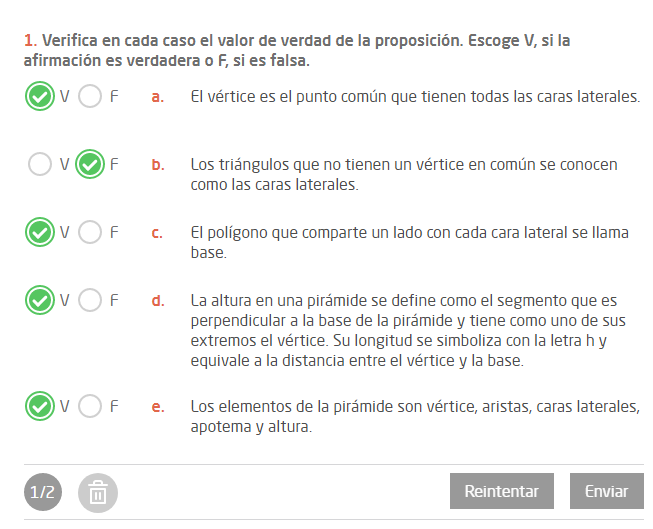 1. Verifica en cada caso el valor de verdad de la proposición. Escoge V, si la
afirmación es verdadera o F, si es falsa.
V F a. El vértice es el punto común que tienen todas las caras laterales.
V F b. Los triángulos que no tienen un vértice en común se conocen
como las caras laterales.
V F c. El polígono que comparte un lado con cada cara lateral se llama
base.
V F d. La altura en una pirámide se define como el segmento que es
perpendicular a la base de la pirámide y tiene como uno de sus
extremos el vértice. Su longitud se simboliza con la letra h y
equivale a la distancia entre el vértice y la base.
V F e. Los elementos de la pirámide son vértice, aristas, caras laterales,
apotema y altura.
1/2 Reintentar Enviar